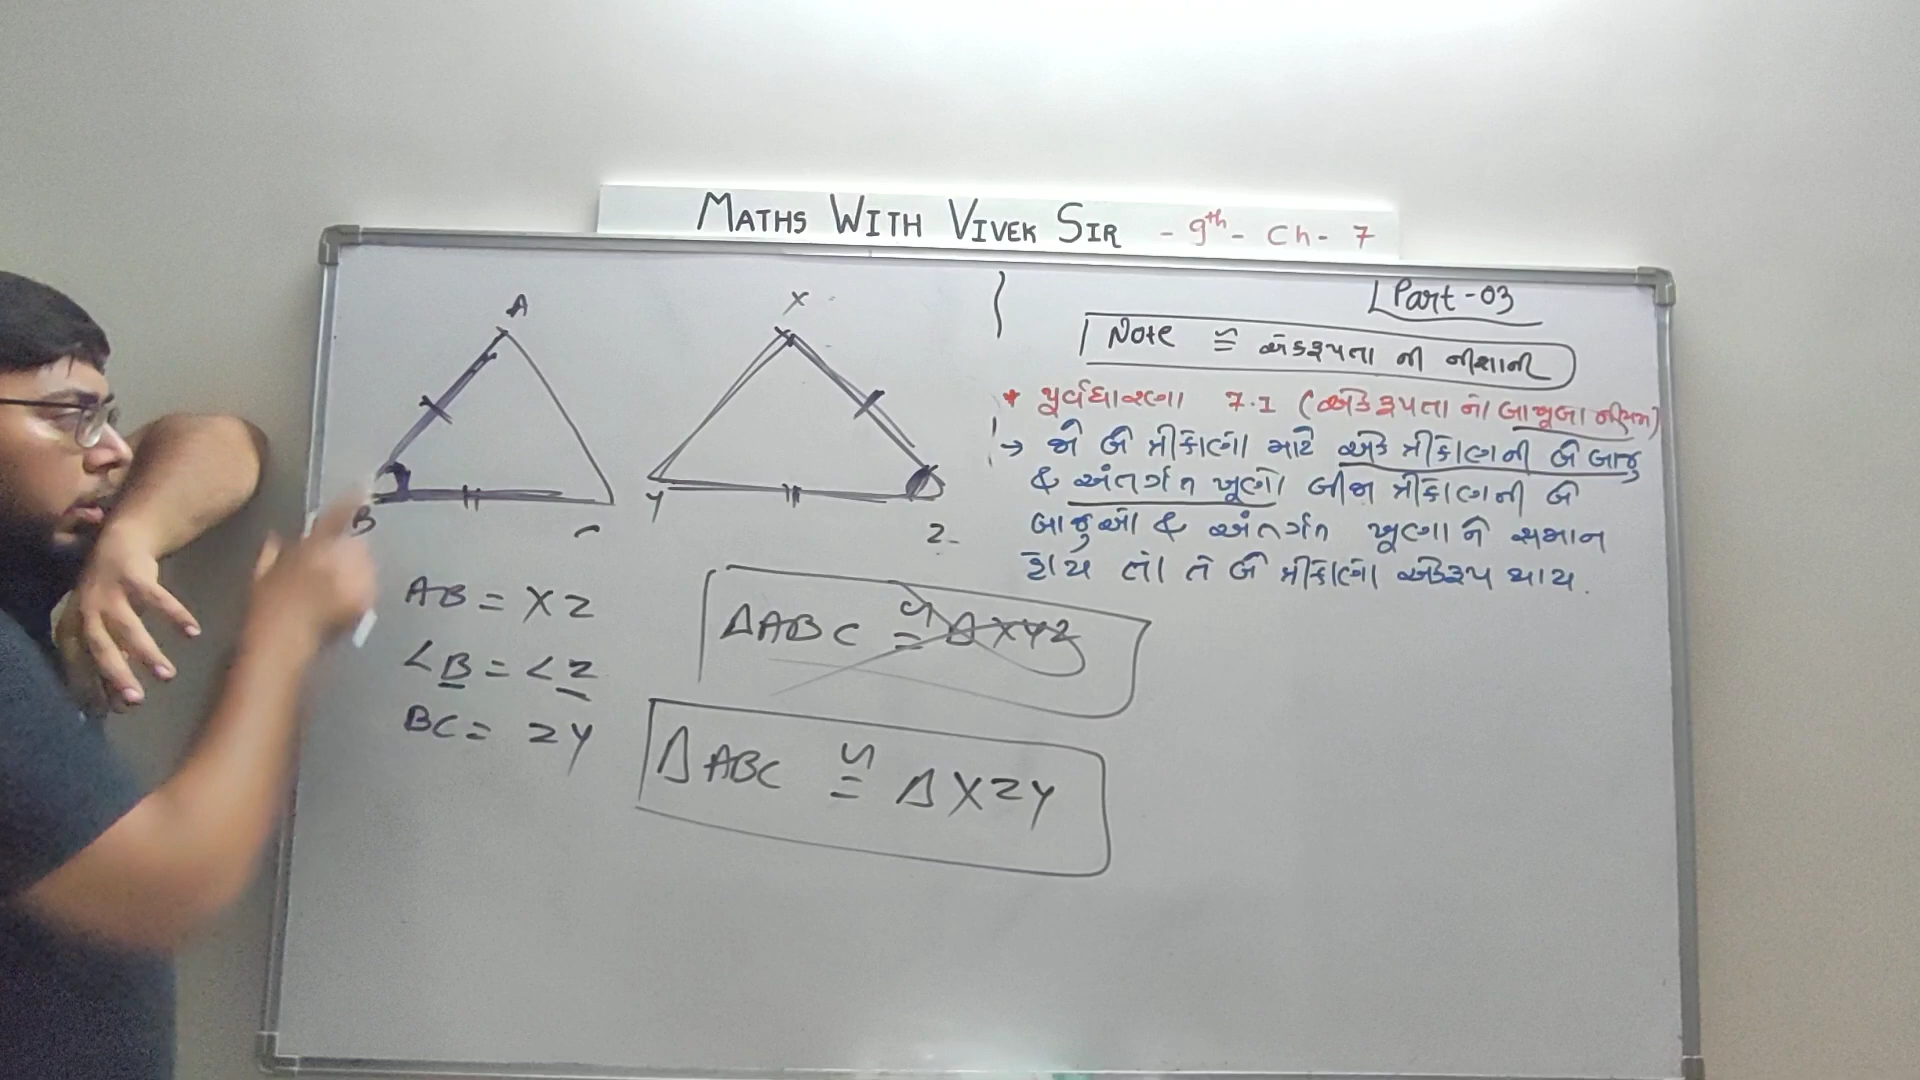 MATHS WITH VIVEK SIR - 9th - Ch - 7
Part - 03
Note ≅ એકરૂપતા ની નીશાની
* પૂર્વધારણા 7.1 (એકરૂપતા નો બાખૂબા નીયમ)
→ જો બે ત્રીકોણો માટે એક ત્રીકોણની બે બાજુ
& અંતર્ગત ખૂણો બીજા ત્રીકોણની બે
બાજુઓ & અંતર્ગત ખૂણાને સમાન
હોય તો તે બે ત્રીકોણો એકરૂપ થાય.
A
B
C
X
Y
Z
AB = XZ
∠B = ∠Z
BC = ZY
ΔABC ≅ ΔXYZ
ΔABC ≅ ΔXZY